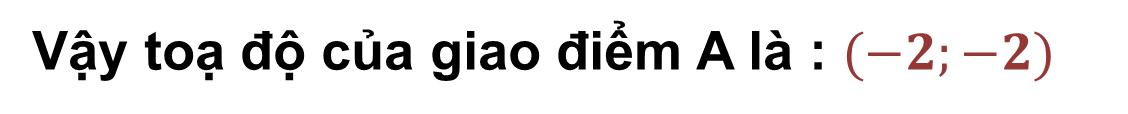 Vậy toạ độ của giao điểm A là : (−2; −2)